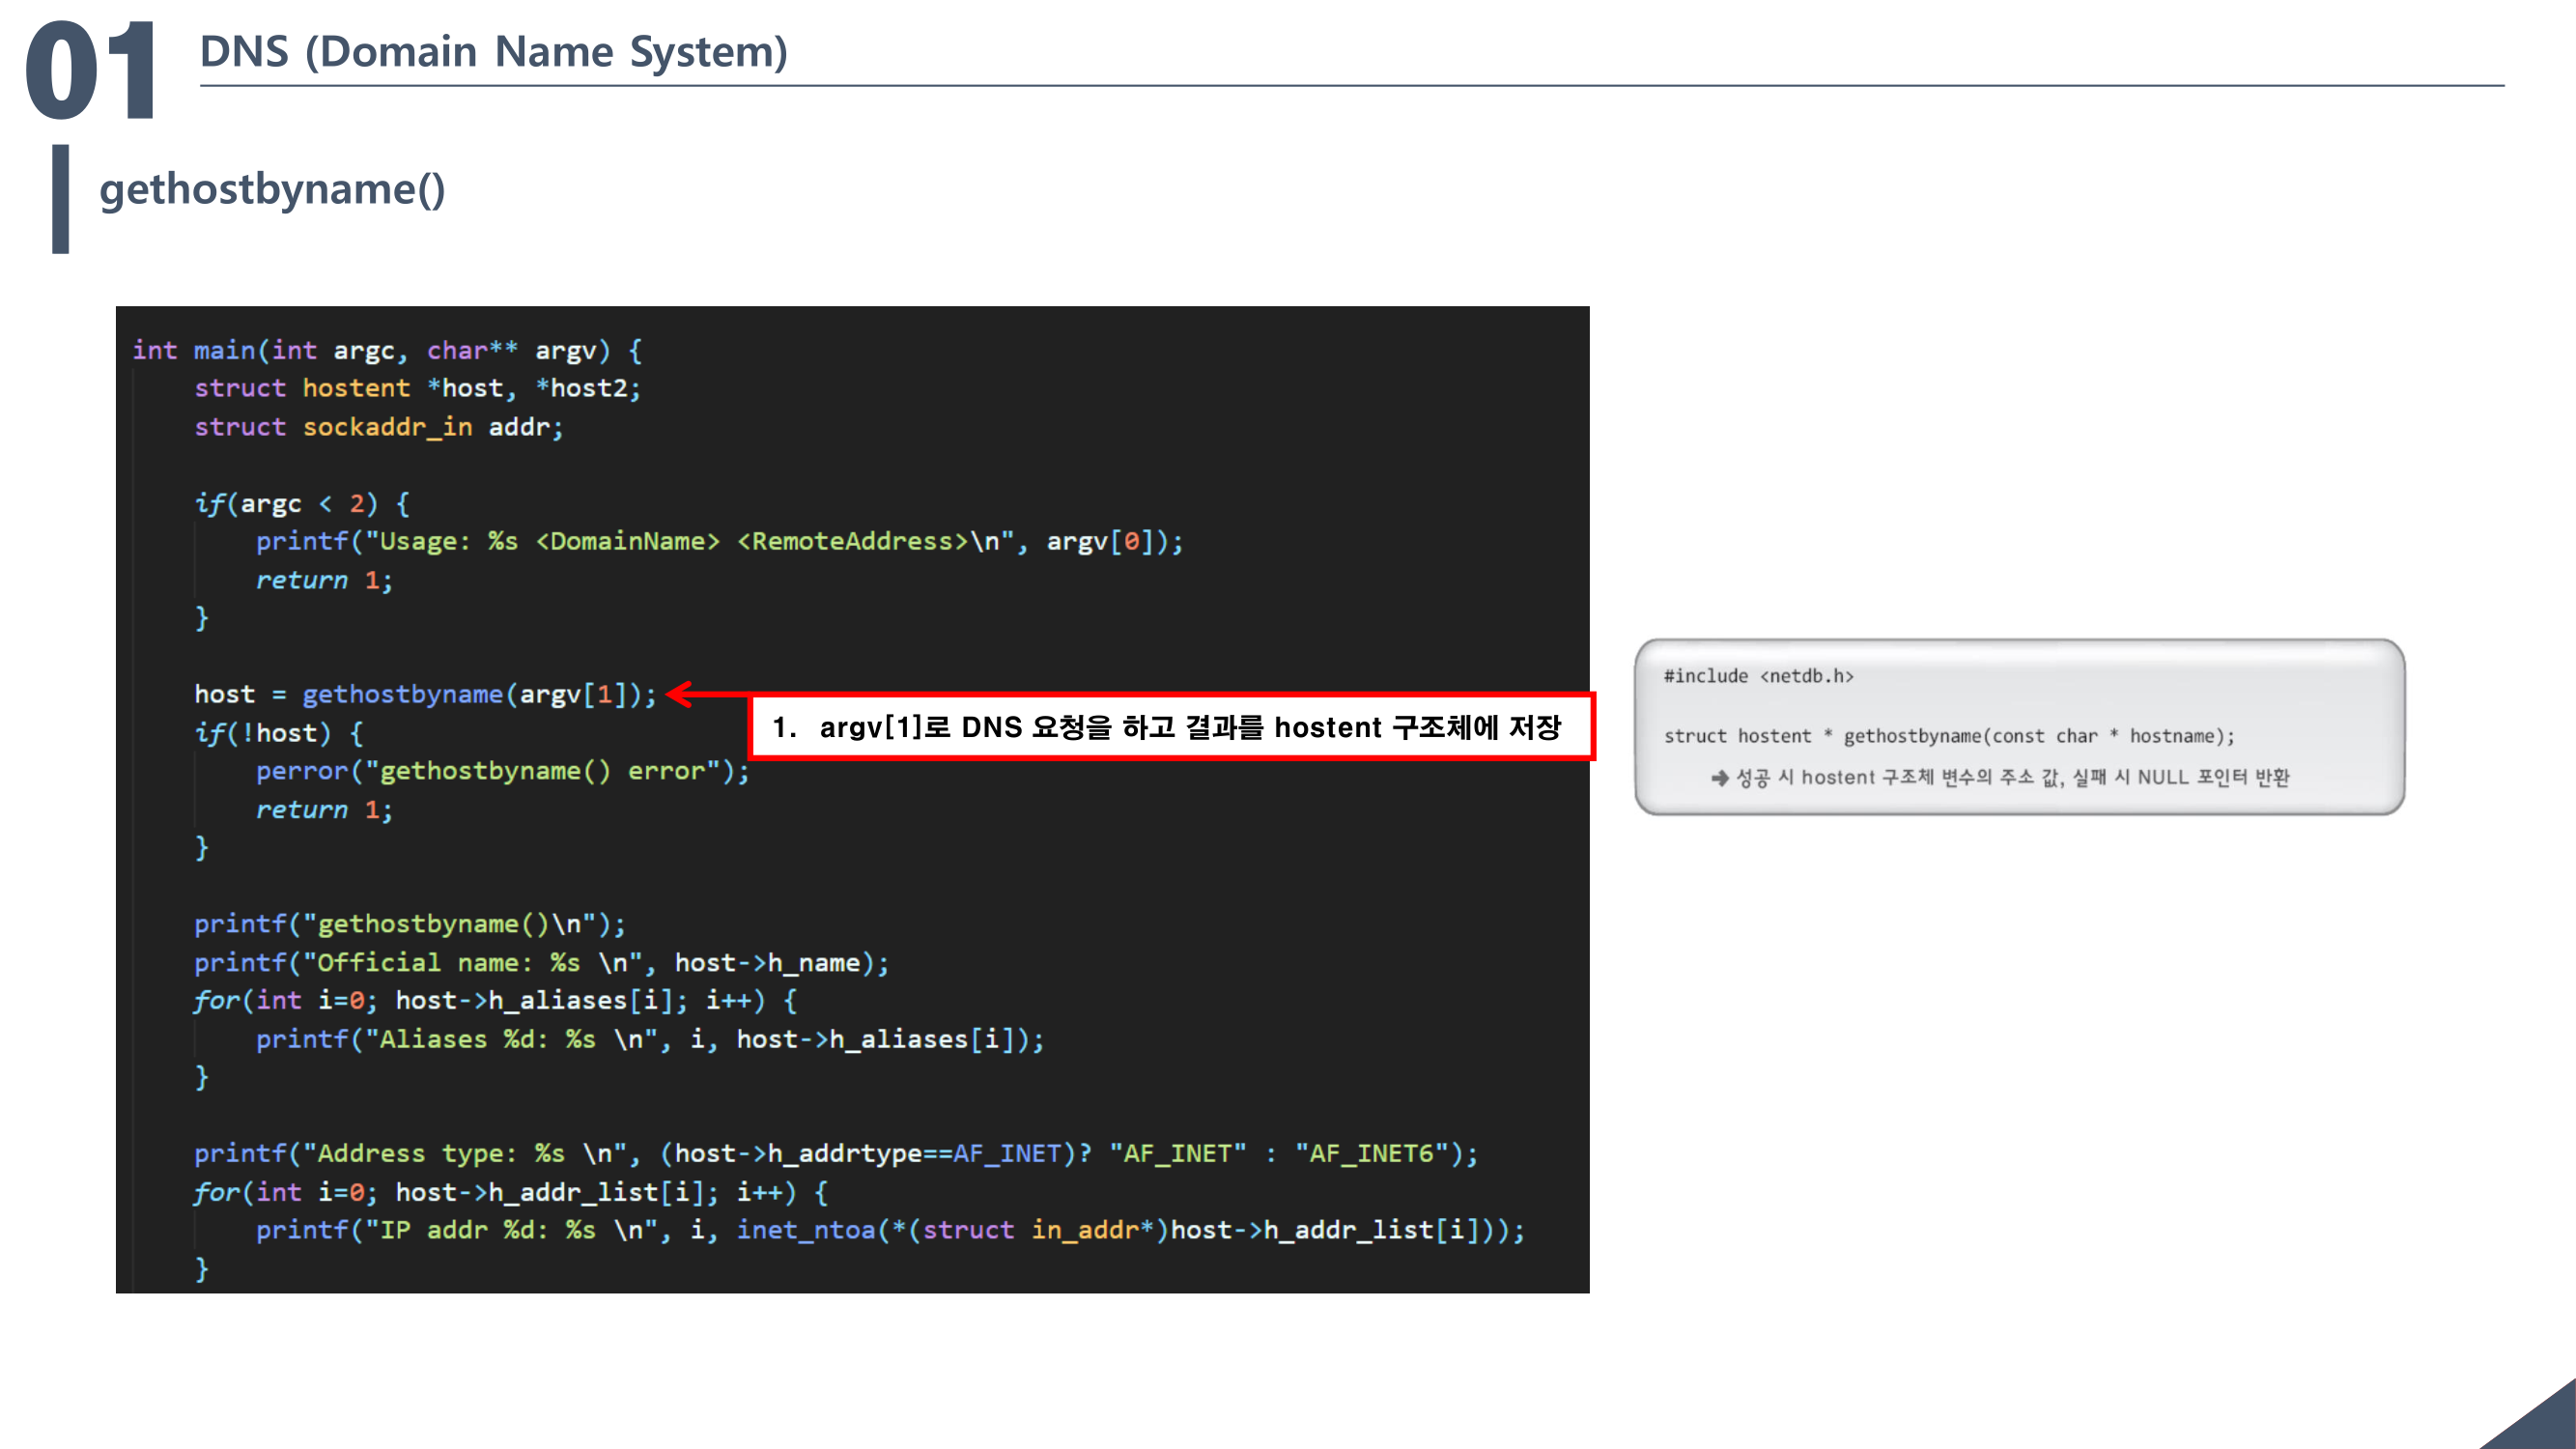 01
DNS (Domain Name System)
gethostbyname()
int main(int argc, char** argv) {
    struct hostent *host, *host2;
    struct sockaddr_in addr;
    if(argc < 2) {
        printf("Usage: %s <DomainName> <RemoteAddress>\n", argv[0]);
        return 1;
    }
    host = gethostbyname(argv[1]);
    if(!host) {
        perror("gethostbyname() error");
        return 1;
    }
    printf("gethostbyname()\n");
    printf("Official name: %s \n", host->h_name);
    for(int i=0; host->h_aliases[i]; i++) {
        printf("Aliases %d: %s \n", i, host->h_aliases[i]);
    }
    printf("Address type: %s \n", (host->h_addrtype==AF_INET)? "AF_INET" : "AF_INET6");
    for(int i=0; host->h_addr_list[i]; i++) {
        printf("IP addr %d: %s \n", i, inet_ntoa(*(struct in_addr*)host->h_addr_list[i]));
    }
1. argv[1]로 DNS 요청을 하고 결과를 hostent 구조체에 저장
#include <netdb.h>
struct hostent * gethostbyname(const char * hostname);
➔ 성공 시 hostent 구조체 변수의 주소 값, 실패 시 NULL 포인터 반환